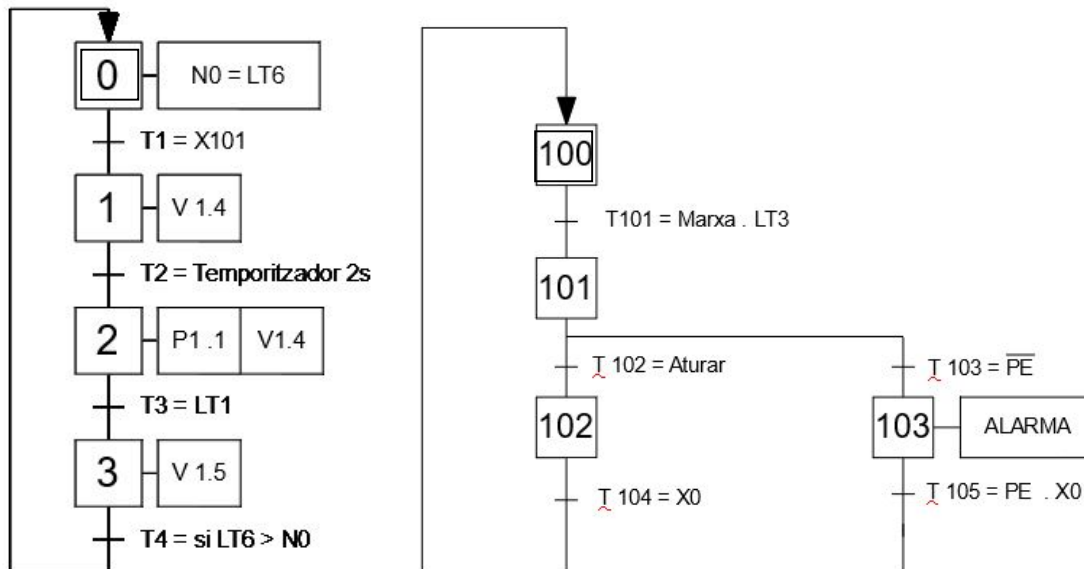 0
N0 = LT6
T1 = X101
1
V 1.4
T2 = Temporitzador 2s
2
P1 .1
V1.4
T3 = LT1
3
V 1.5
T4 = si LT6 > N0
100
T101 = Marxa . LT3
101
T 102 = Aturar
T 103 = P̅E̅
102
103
ALARMA
T 104 = X0
T 105 = PE . X0